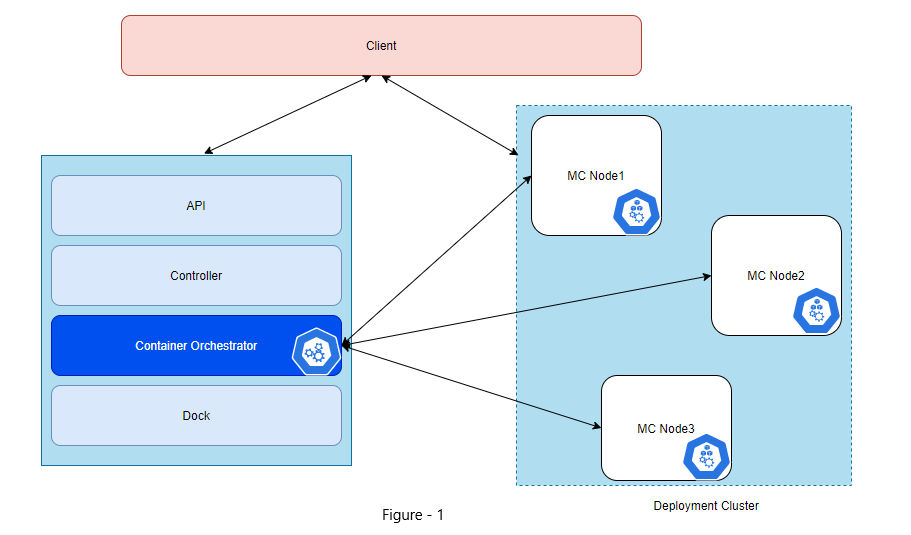 Client
API
Controller
Container Orchestrator
Dock
MC Node1
MC Node2
MC Node3
Deployment Cluster
Figure - 1